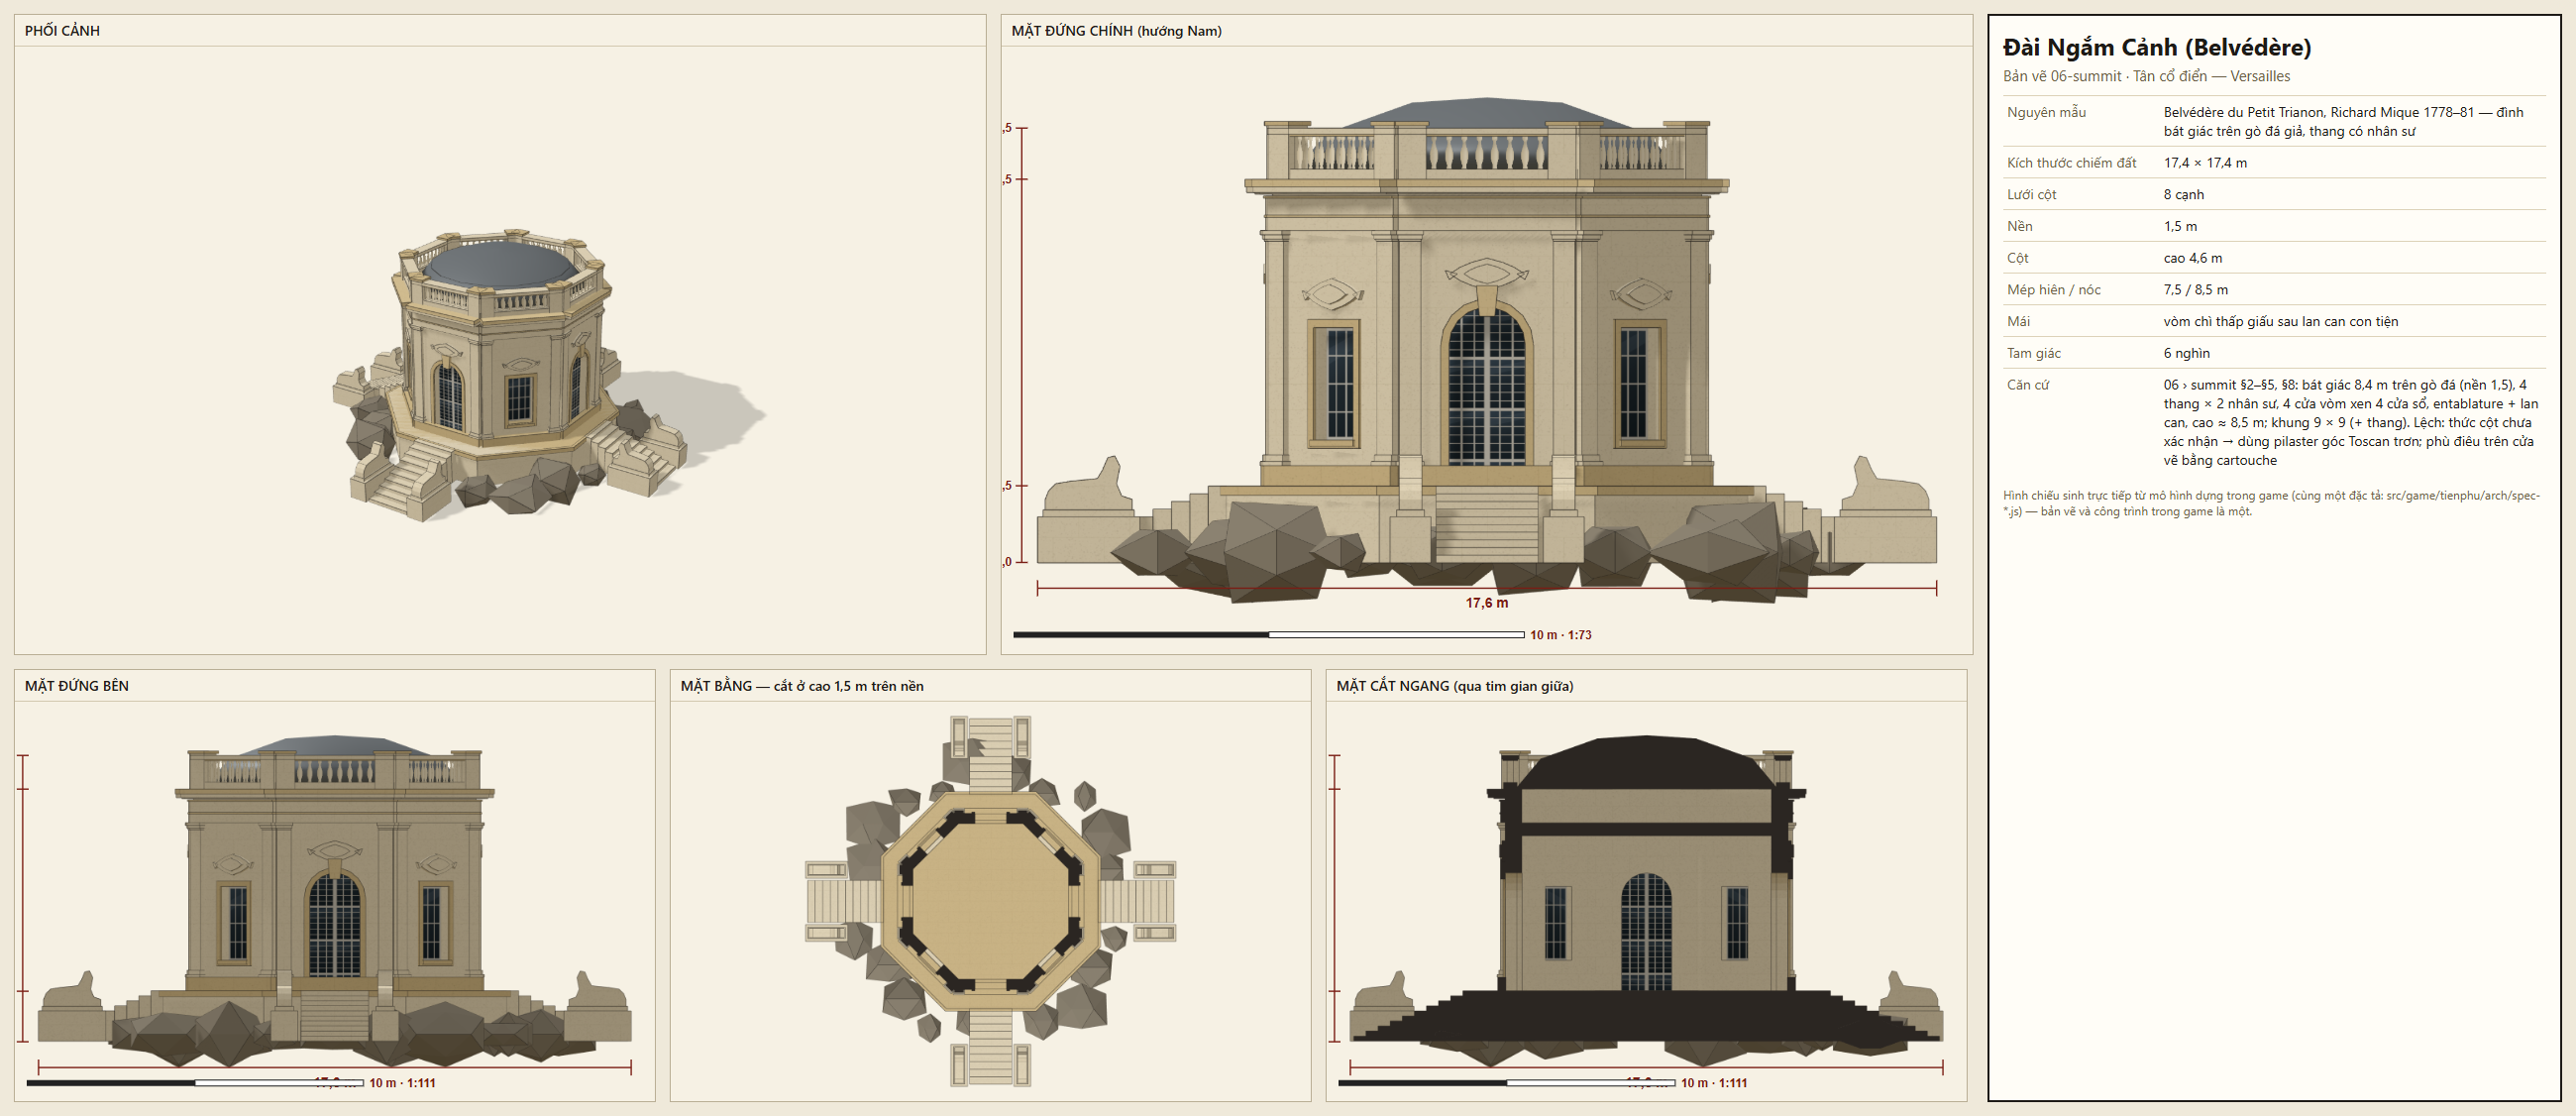 PHỐI CẢNH
MẶT ĐỨNG CHÍNH (hướng Nam)
,5
,5
,5
,0
17,6 m
10 m · 1:73
MẶT ĐỨNG BÊN
10 m · 1:111
MẶT BẰNG — cắt ở cao 1,5 m trên nền
MẶT CẮT NGANG (qua tim gian giữa)
10 m · 1:111
Đài Ngắm Cảnh (Belvédère)
Bản vẽ 06-summit · Tân cổ điển — Versailles
Nguyên mẫu
Belvédère du Petit Trianon, Richard Mique 1778–81 — đình
bát giác trên gò đá giả, thang có nhân sư
Kích thước chiếm đất
17,4 × 17,4 m
Lưới cột
8 cạnh
Nền
1,5 m
Cột
cao 4,6 m
Mép hiên / nóc
7,5 / 8,5 m
Mái
vòm chì thấp giấu sau lan can con tiện
Tam giác
6 nghìn
Căn cứ
06 › summit §2–§5, §8: bát giác 8,4 m trên gò đá (nền 1,5), 4
thang × 2 nhân sư, 4 cửa vòm xen 4 cửa sổ, entablature + lan
can, cao ≈ 8,5 m; khung 9 × 9 (+ thang). Lệch: thức cột chưa
xác nhận → dùng pilaster góc Toscan trơn; phù điêu trên cửa
vẽ bằng cartouche
Hình chiếu sinh trực tiếp từ mô hình dựng trong game (cùng một đặc tả: src/game/tienphu/arch/spec-
*.js) — bản vẽ và công trình trong game là một.